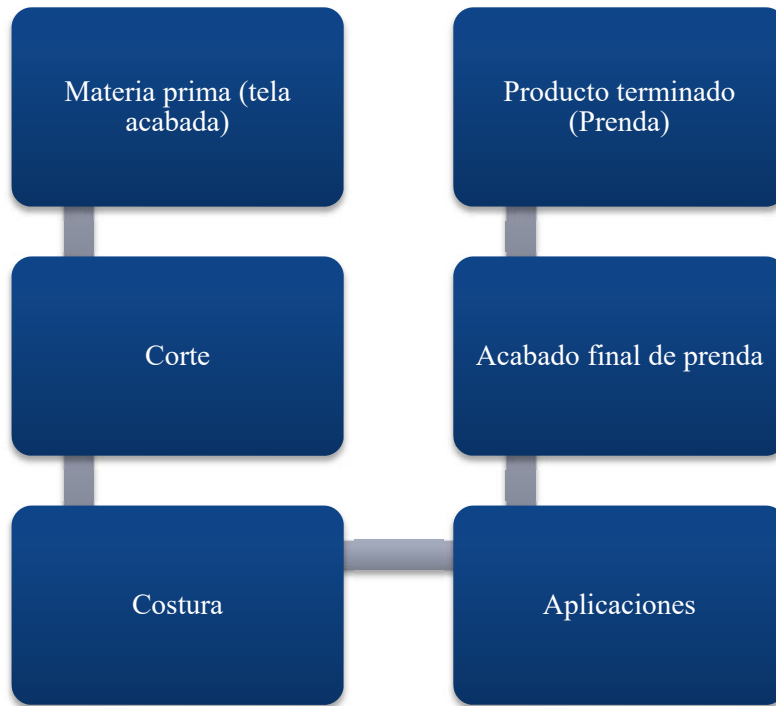 Materia prima (tela
acabada)
Corte
Costura
Aplicaciones
Acabado final de prenda
Producto terminado
(Prenda)